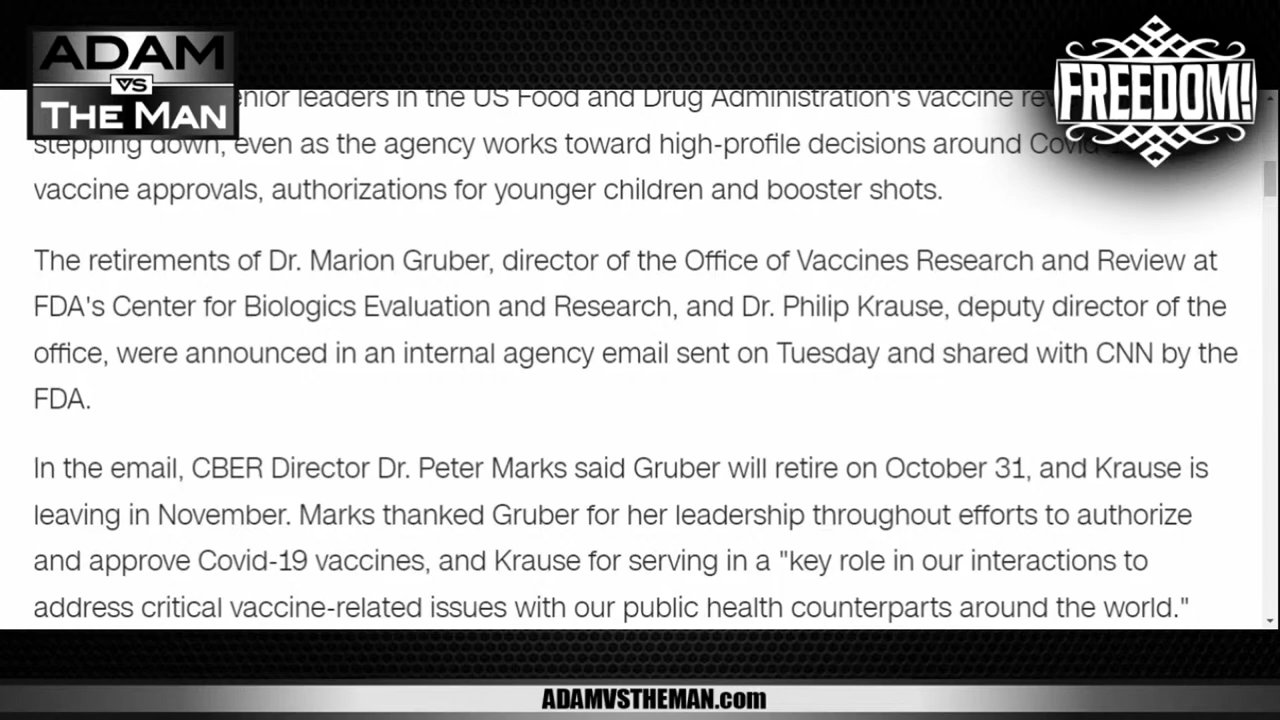 ADAM
VS
THE MAN
FREEDOM!
leaders in the US Food and Drug Administration's vaccine
stepping down, even as the agency works toward high-profile decisions around Covid
vaccine approvals, authorizations for younger children and booster shots.
The retirements of Dr. Marion Gruber, director of the Office of Vaccines Research and Review at
FDA's Center for Biologics Evaluation and Research, and Dr. Philip Krause, deputy director of the
office, were announced in an internal agency email sent on Tuesday and shared with CNN by the
FDA.
In the email, CBER Director Dr. Peter Marks said Gruber will retire on October 31, and Krause is
leaving in November. Marks thanked Gruber for her leadership throughout efforts to authorize
and approve Covid-19 vaccines, and Krause for serving in a "key role in our interactions to
address critical vaccine-related issues with our public health counterparts around the world."
ADAMVSTHEMAN.com